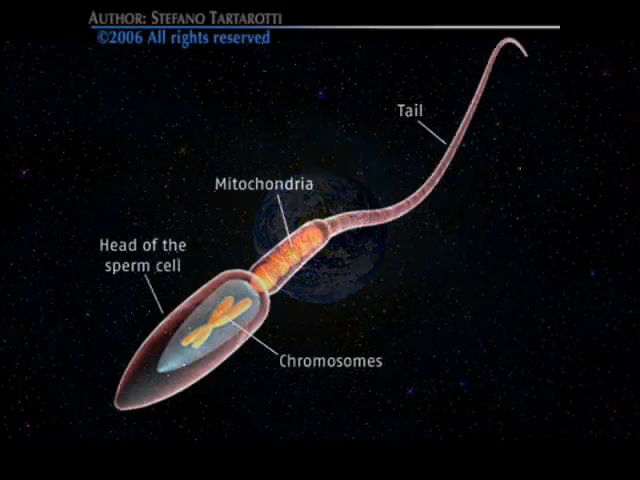 Author: Stefano Tartarotti
©2006 All rights reserved
Tail
Mitochondria
Head of the
sperm cell
Chromosomes